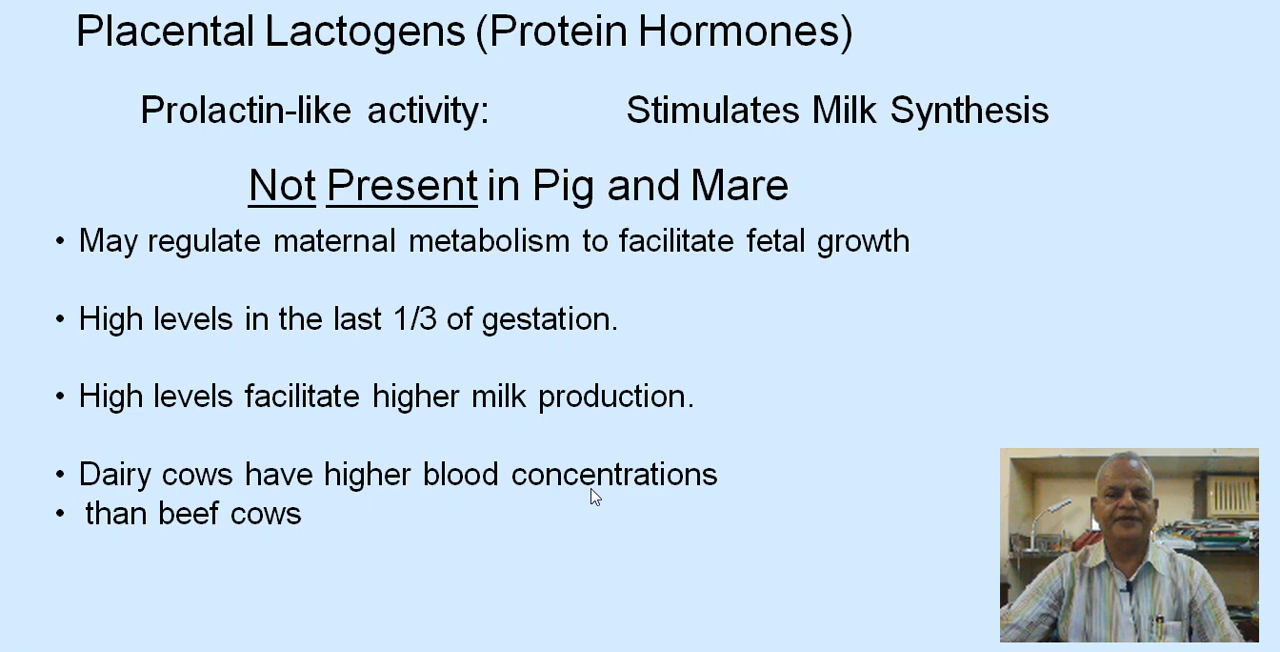 Placental Lactogens (Protein Hormones)
Prolactin-like activity: Stimulates Milk Synthesis
Not Present in Pig and Mare
• May regulate maternal metabolism to facilitate fetal growth
• High levels in the last 1/3 of gestation.
• High levels facilitate higher milk production.
• Dairy cows have higher blood concentrations
• than beef cows